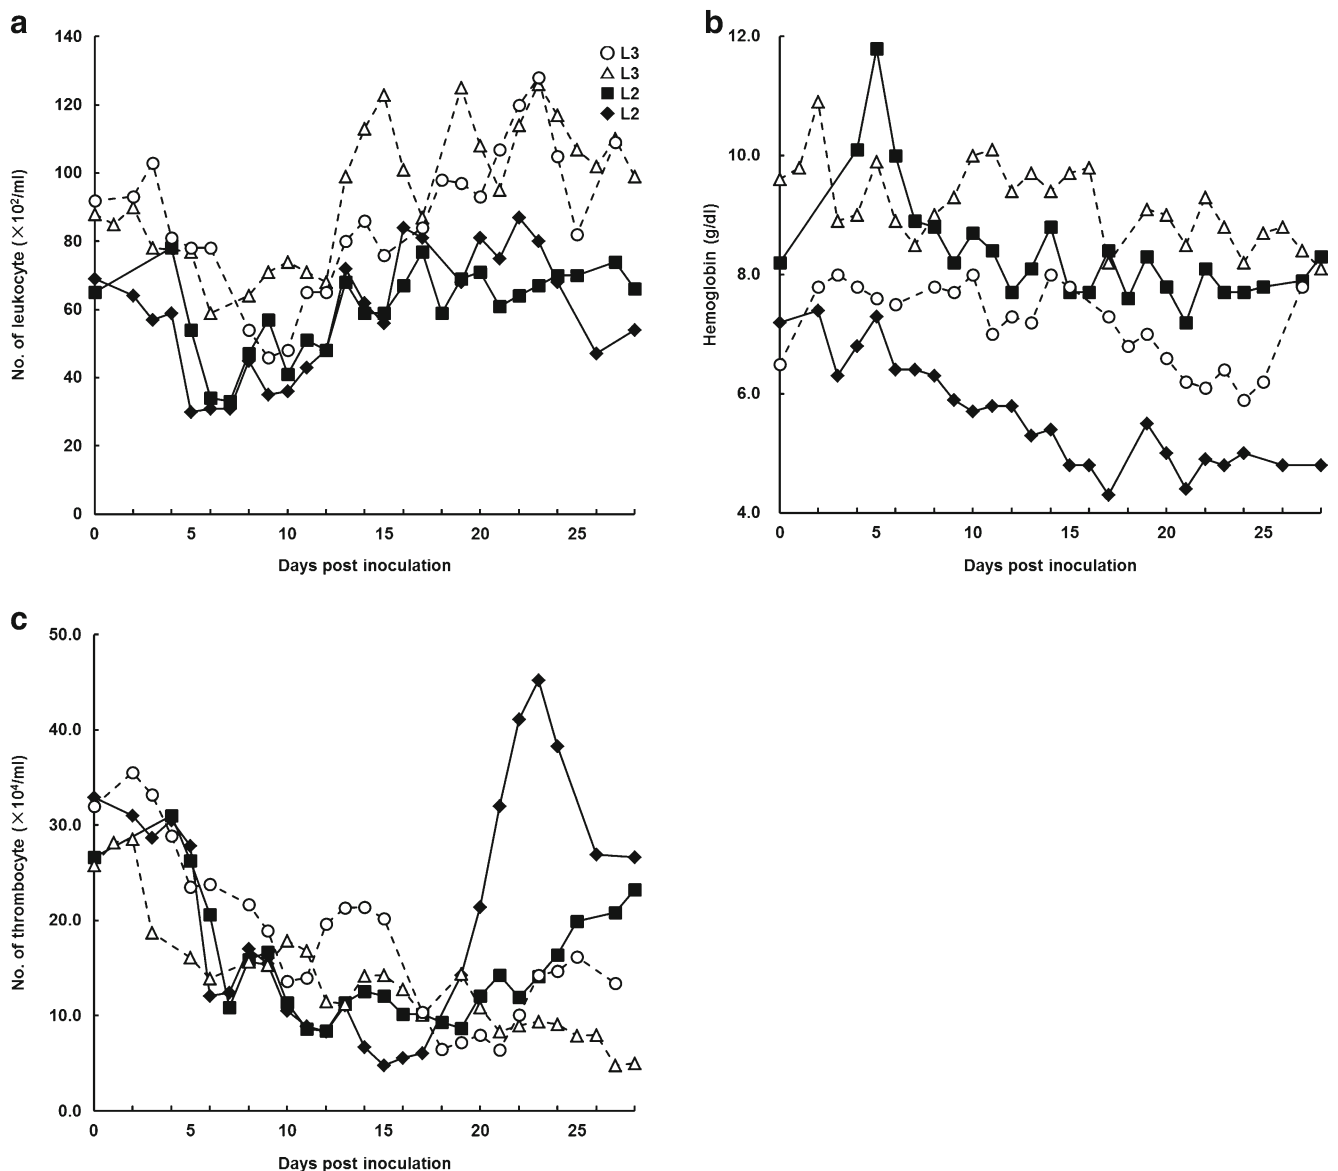 a
140
120
100
80
60
40
20
0
No. of leukocyte (×10²/ml)
L3
L3
L2
L2
0 5 10 15 20 25
Days post inoculation
b
12.0
10.0
8.0
6.0
4.0
Hemoglobin (g/dl)
0 5 10 15 20 25
Days post inoculation
c
50.0
40.0
30.0
20.0
10.0
0.0
No. of thrombocyte (×10⁴/ml)
0 5 10 15 20 25
Days post inoculation